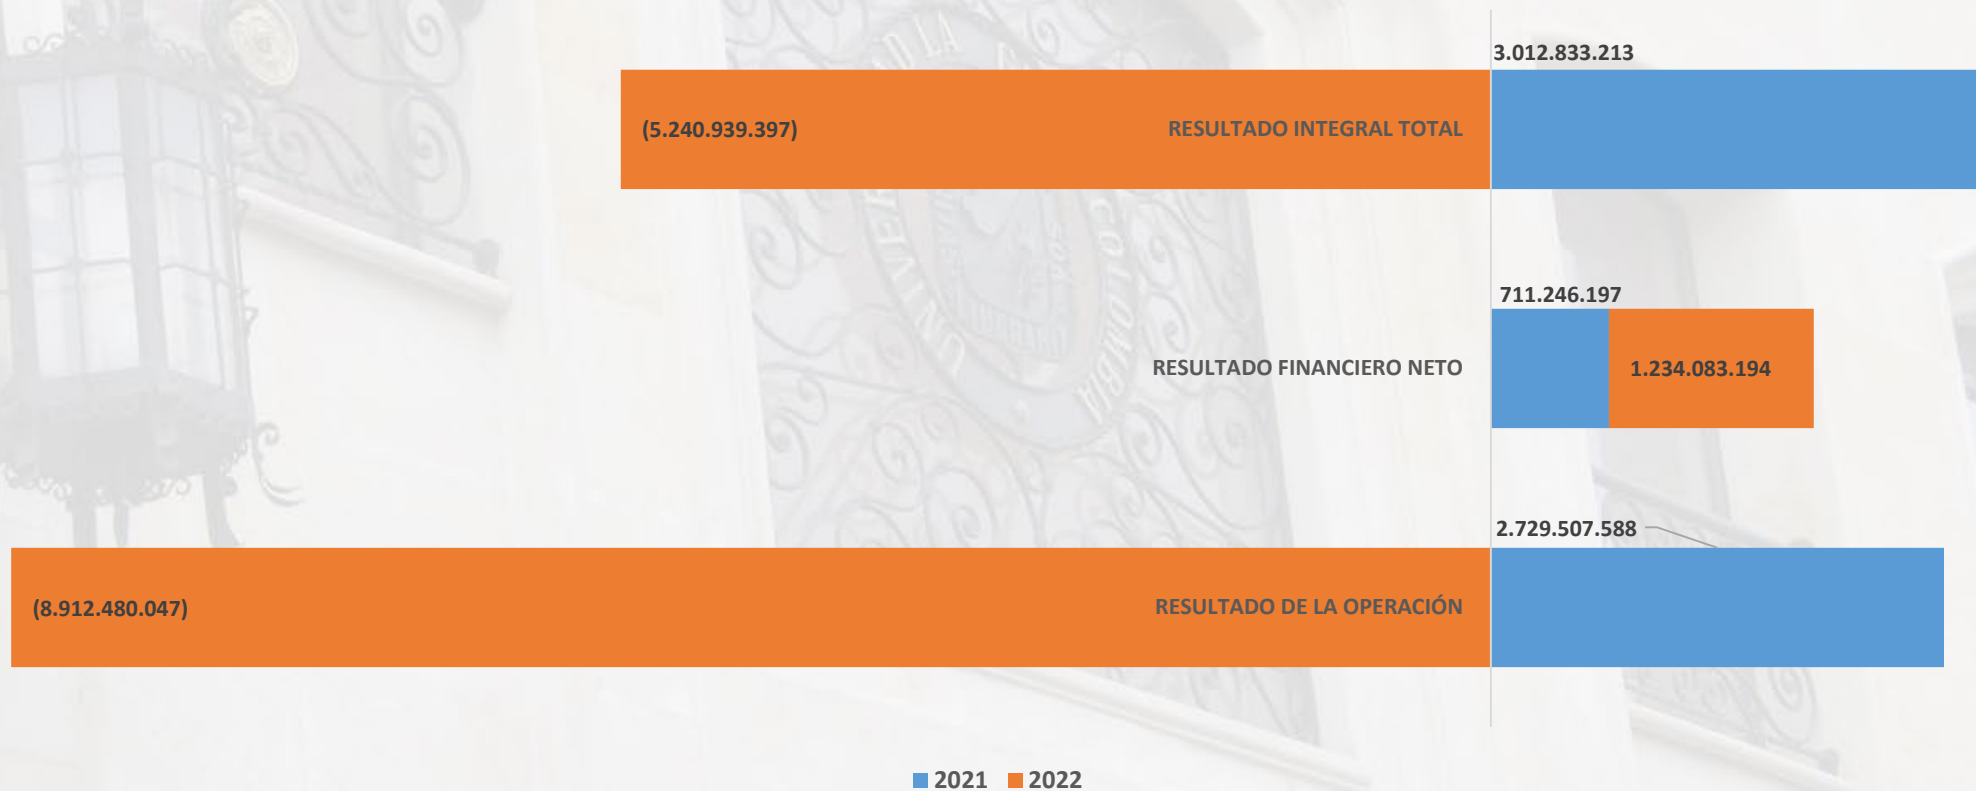 3.012.833.213
(5.240.939.397) RESULTADO INTEGRAL TOTAL
711.246.197
RESULTADO FINANCIERO NETO 1.234.083.194
2.729.507.588
(8.912.480.047) RESULTADO DE LA OPERACIÓN
2021 2022
COLOMBIA